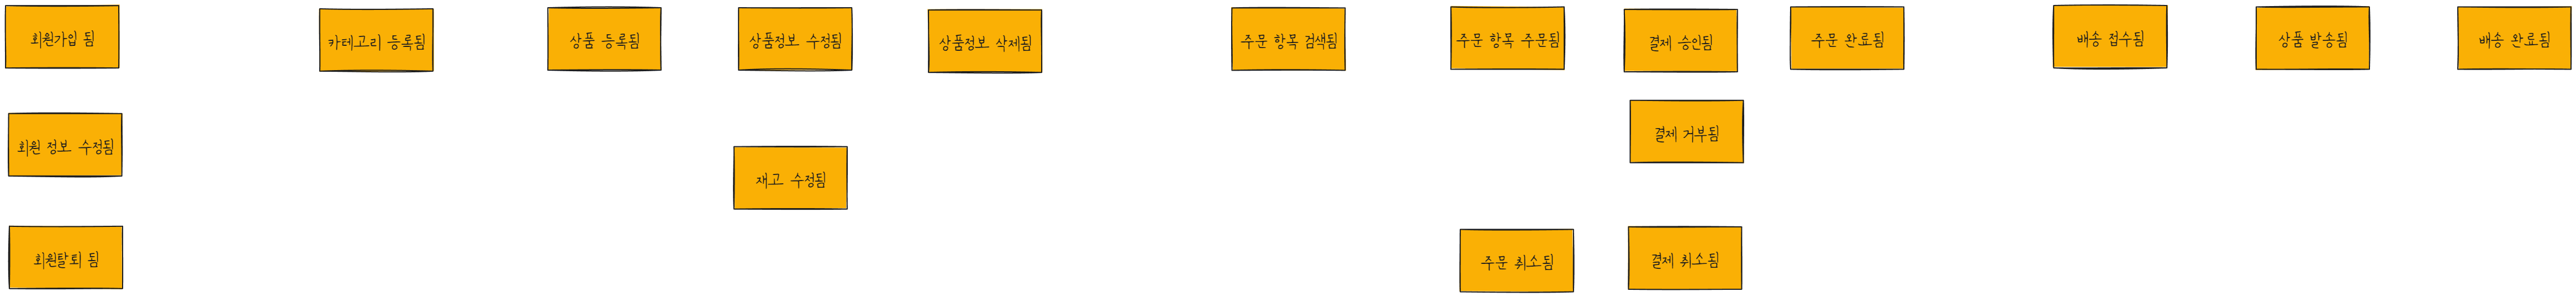 회원가입 됨
카테고리 등록됨
상품 등록됨
상품정보 수정됨
상품정보 삭제됨
주문 항목 검색됨
주문 항목 주문됨
결제 승인됨
주문 완료됨
배송 접수됨
상품 발송됨
배송 완료됨
회원 정보 수정됨
재고 수정됨
결제 거부됨
회원탈퇴 됨
주문 취소됨
결제 취소됨